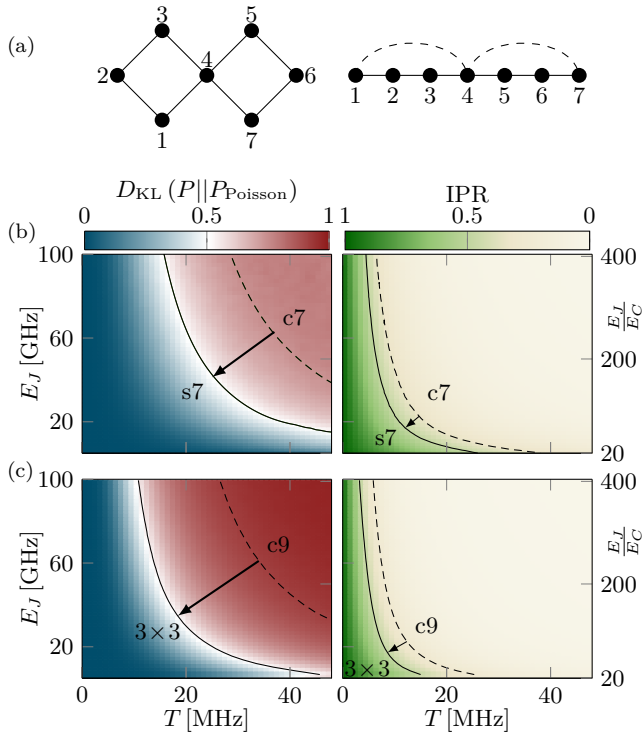 (a)
3 5
2 4 6
1 7
1 2 3 4 5 6 7
D_KL (P||P_Poisson) IPR
0 0.5 1 1 0.5 0
(b)
E_J [GHz]
100
60
20
c7
s7
c7
s7
400
200
20
E_J/E_C
(c)
E_J [GHz]
100
60
20
c9
3×3
c9
3×3
400
200
20
E_J/E_C
0 20 40 0 20 40
T [MHz] T [MHz]